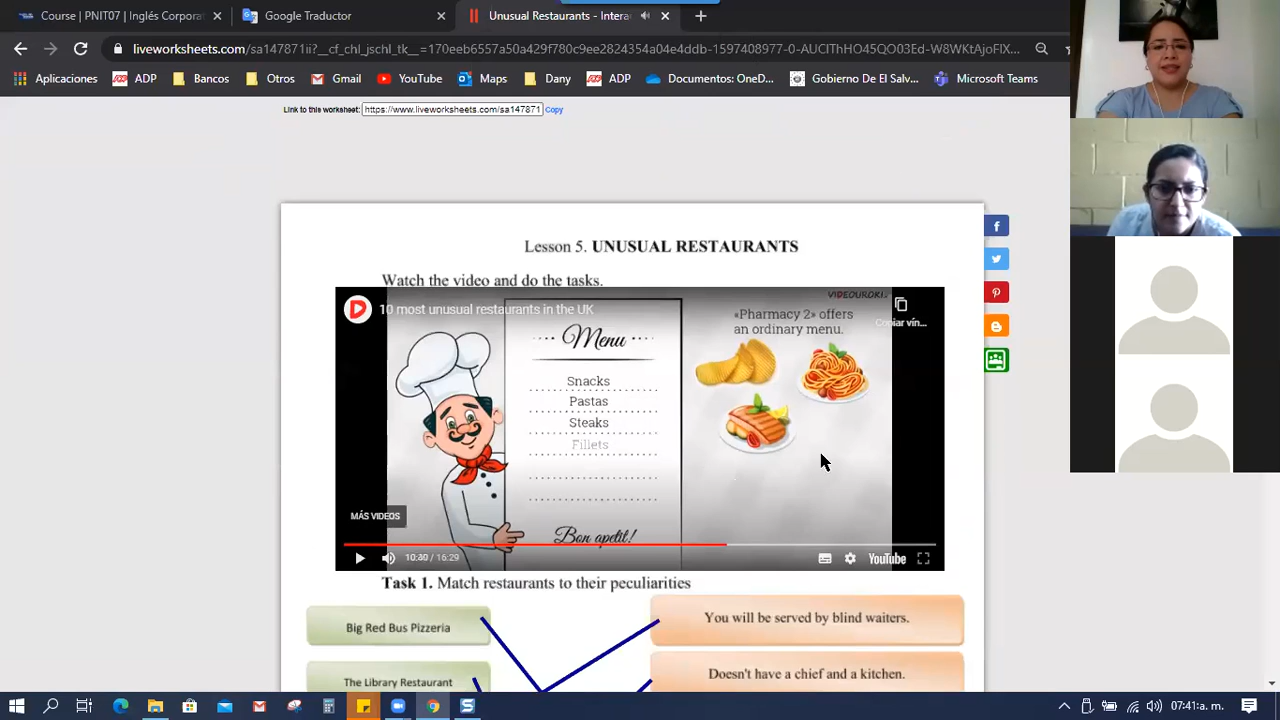 Course | PNIT07 | Inglés Corporat
Google Traductor
Unusual Restaurants - Intera
liveworksheets.com/sa147871ii?__cf_chl_jschl_tk__=170eeb6557a50a429f780c9ee2824354a04e4ddb-1597408977-0-AUCIThHO45QO03Ed-W8WKtAjoFlX...
Aplicaciones
ADP
Bancos
Otros
Gmail
YouTube
Maps
Dany
ADP
Documentos: OneD...
Gobierno De El Salv...
Microsoft Teams
Link to this worksheet: https://www.liveworksheets.com/sa147871 Copy
Lesson 5. UNUSUAL RESTAURANTS
Watch the video and do the tasks.
10 most unusual restaurants in the UK
VIDEOUROKI
Copiar vín...
Menu
Snacks
Pastas
Steaks
Fillets
Bon apetit!
«Pharmacy 2» offers
an ordinary menu.
MÁS VIDEOS
10:40 / 16:29
YouTube
Task 1. Match restaurants to their peculiarities
Big Red Bus Pizzeria
You will be served by blind waiters.
The Library Restaurant
Doesn't have a chief and a kitchen.
07:41 a. m.